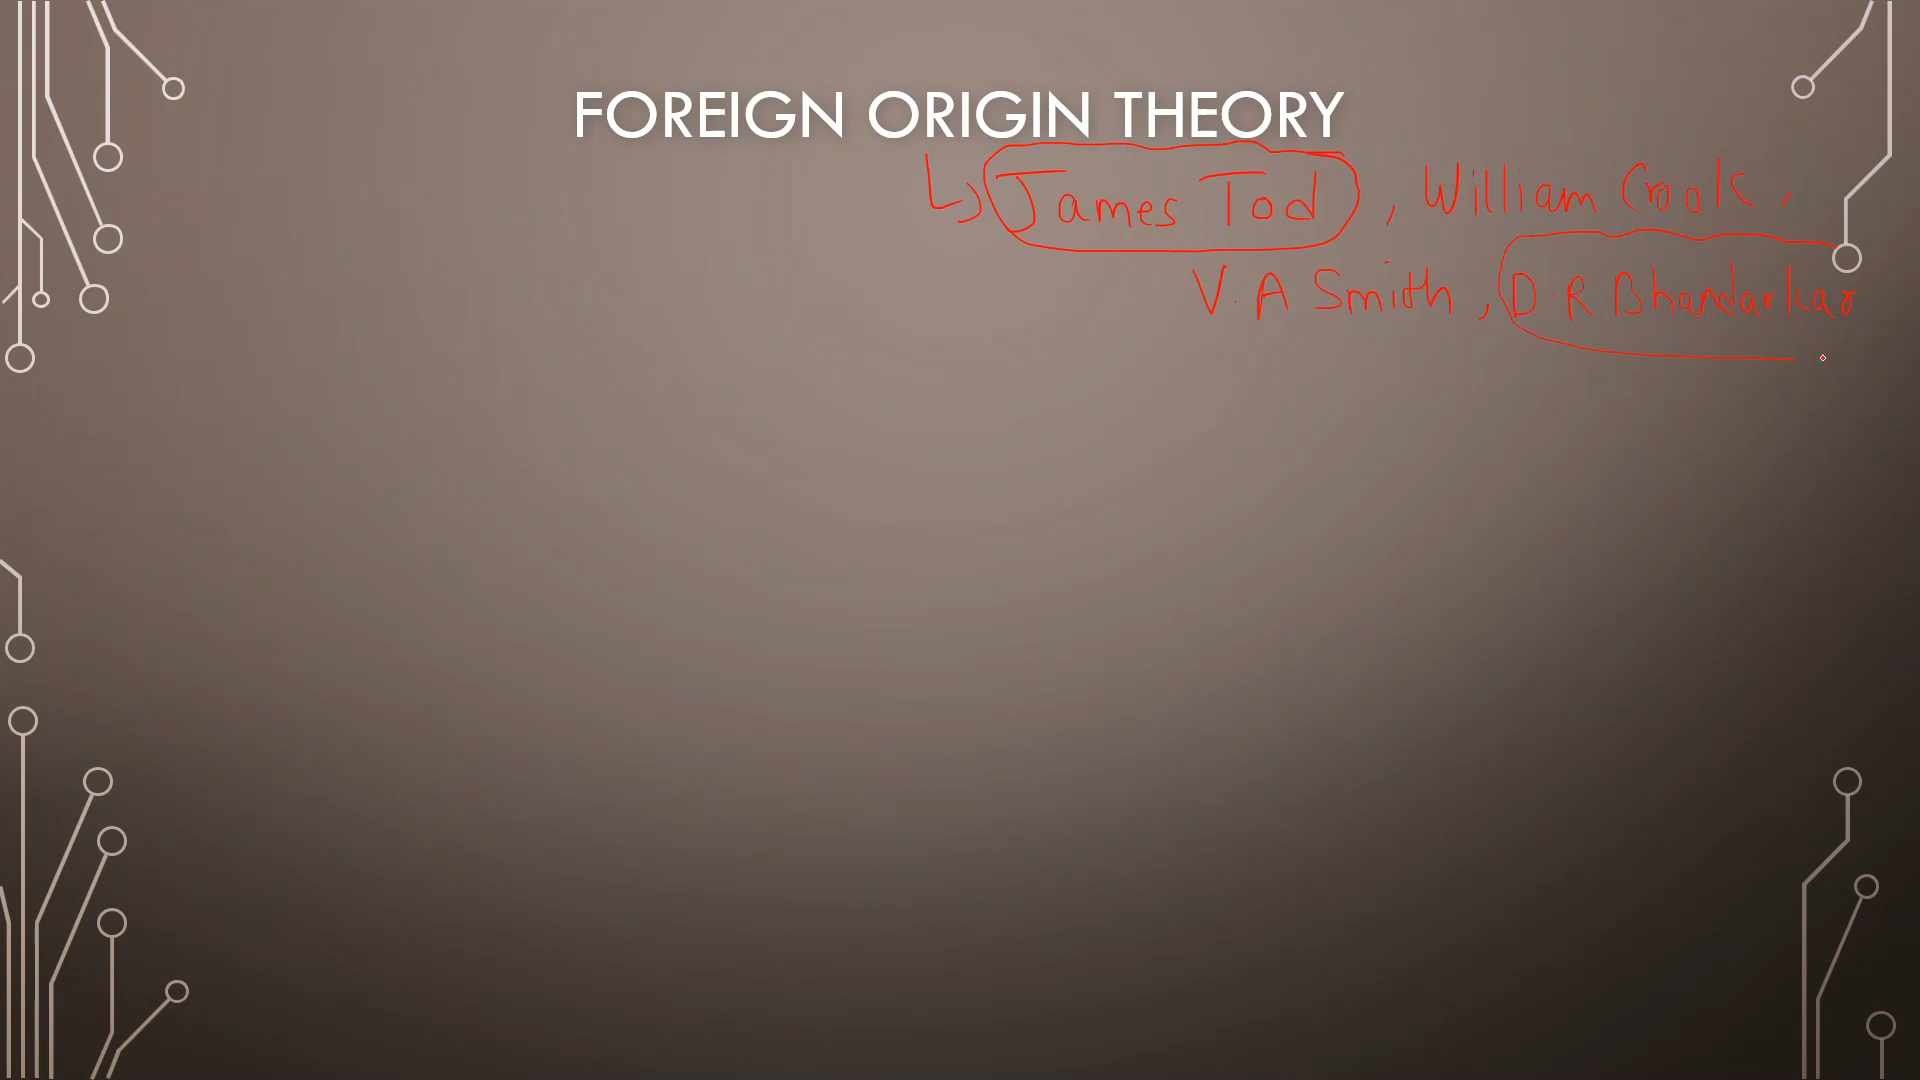 FOREIGN ORIGIN THEORY
James Tod, William Crook,
V. A Smith, D. R Bhandarkar